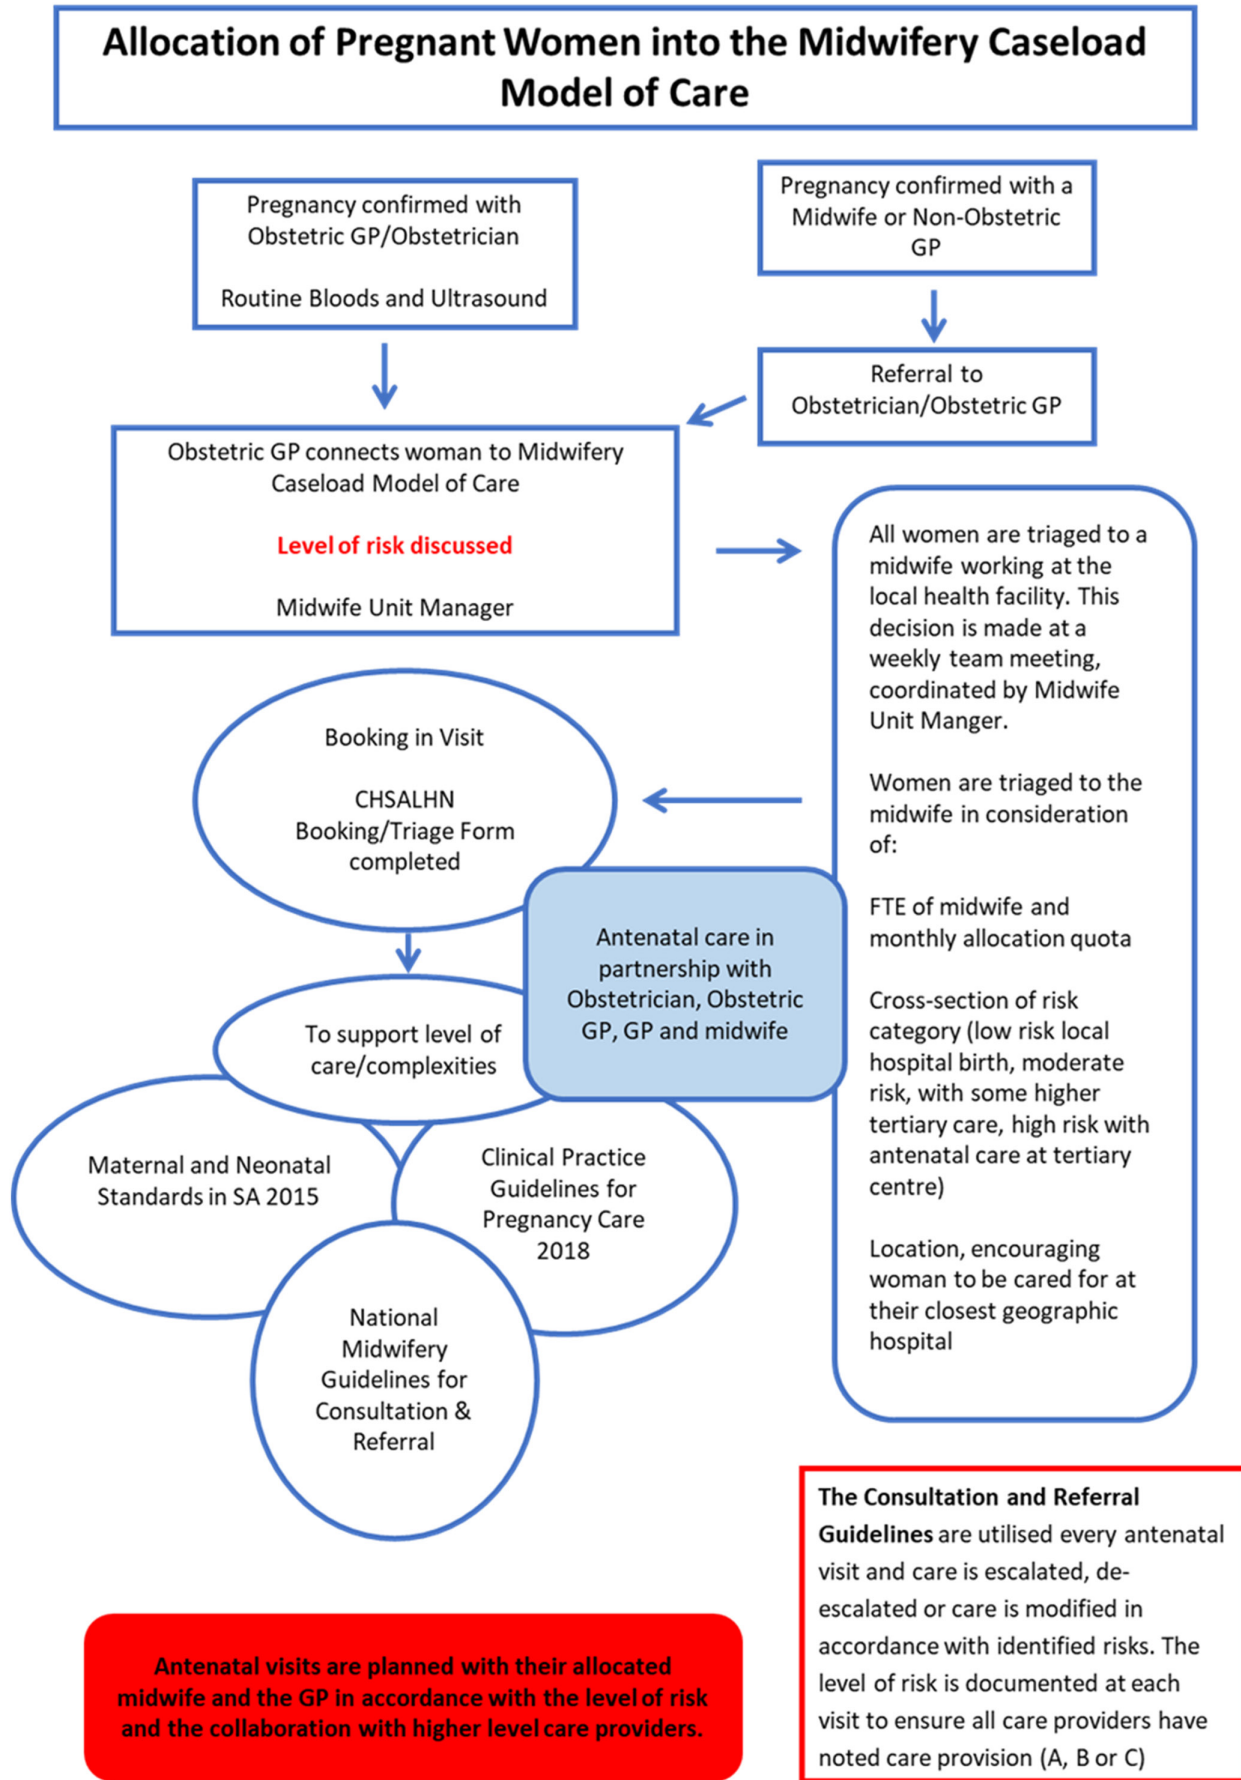 Allocation of Pregnant Women into the Midwifery Caseload
Model of Care
Pregnancy confirmed with
Obstetric GP/Obstetrician
Routine Bloods and Ultrasound
Pregnancy confirmed with a
Midwife or Non-Obstetric
GP
Referral to
Obstetrician/Obstetric GP
Obstetric GP connects woman to Midwifery
Caseload Model of Care
Level of risk discussed
Midwife Unit Manager
All women are triaged to a
midwife working at the
local health facility. This
decision is made at a
weekly team meeting,
coordinated by Midwife
Unit Manger.
Women are triaged to the
midwife in consideration
of:
FTE of midwife and
monthly allocation quota
Cross-section of risk
category (low risk local
hospital birth, moderate
risk, with some higher
tertiary care, high risk with
antenatal care at tertiary
centre)
Location, encouraging
woman to be cared for at
their closest geographic
hospital
Booking in Visit
CHSALHN
Booking/Triage Form
completed
Antenatal care in
partnership with
Obstetrician, Obstetric
GP, GP and midwife
To support level of
care/complexities
Maternal and Neonatal
Standards in SA 2015
Clinical Practice
Guidelines for
Pregnancy Care
2018
National
Midwifery
Guidelines for
Consultation &
Referral
The Consultation and Referral
Guidelines are utilised every antenatal
visit and care is escalated, de-
escalated or care is modified in
accordance with identified risks. The
level of risk is documented at each
visit to ensure all care providers have
noted care provision (A, B or C)
Antenatal visits are planned with their allocated
midwife and the GP in accordance with the level of risk
and the collaboration with higher level care providers.